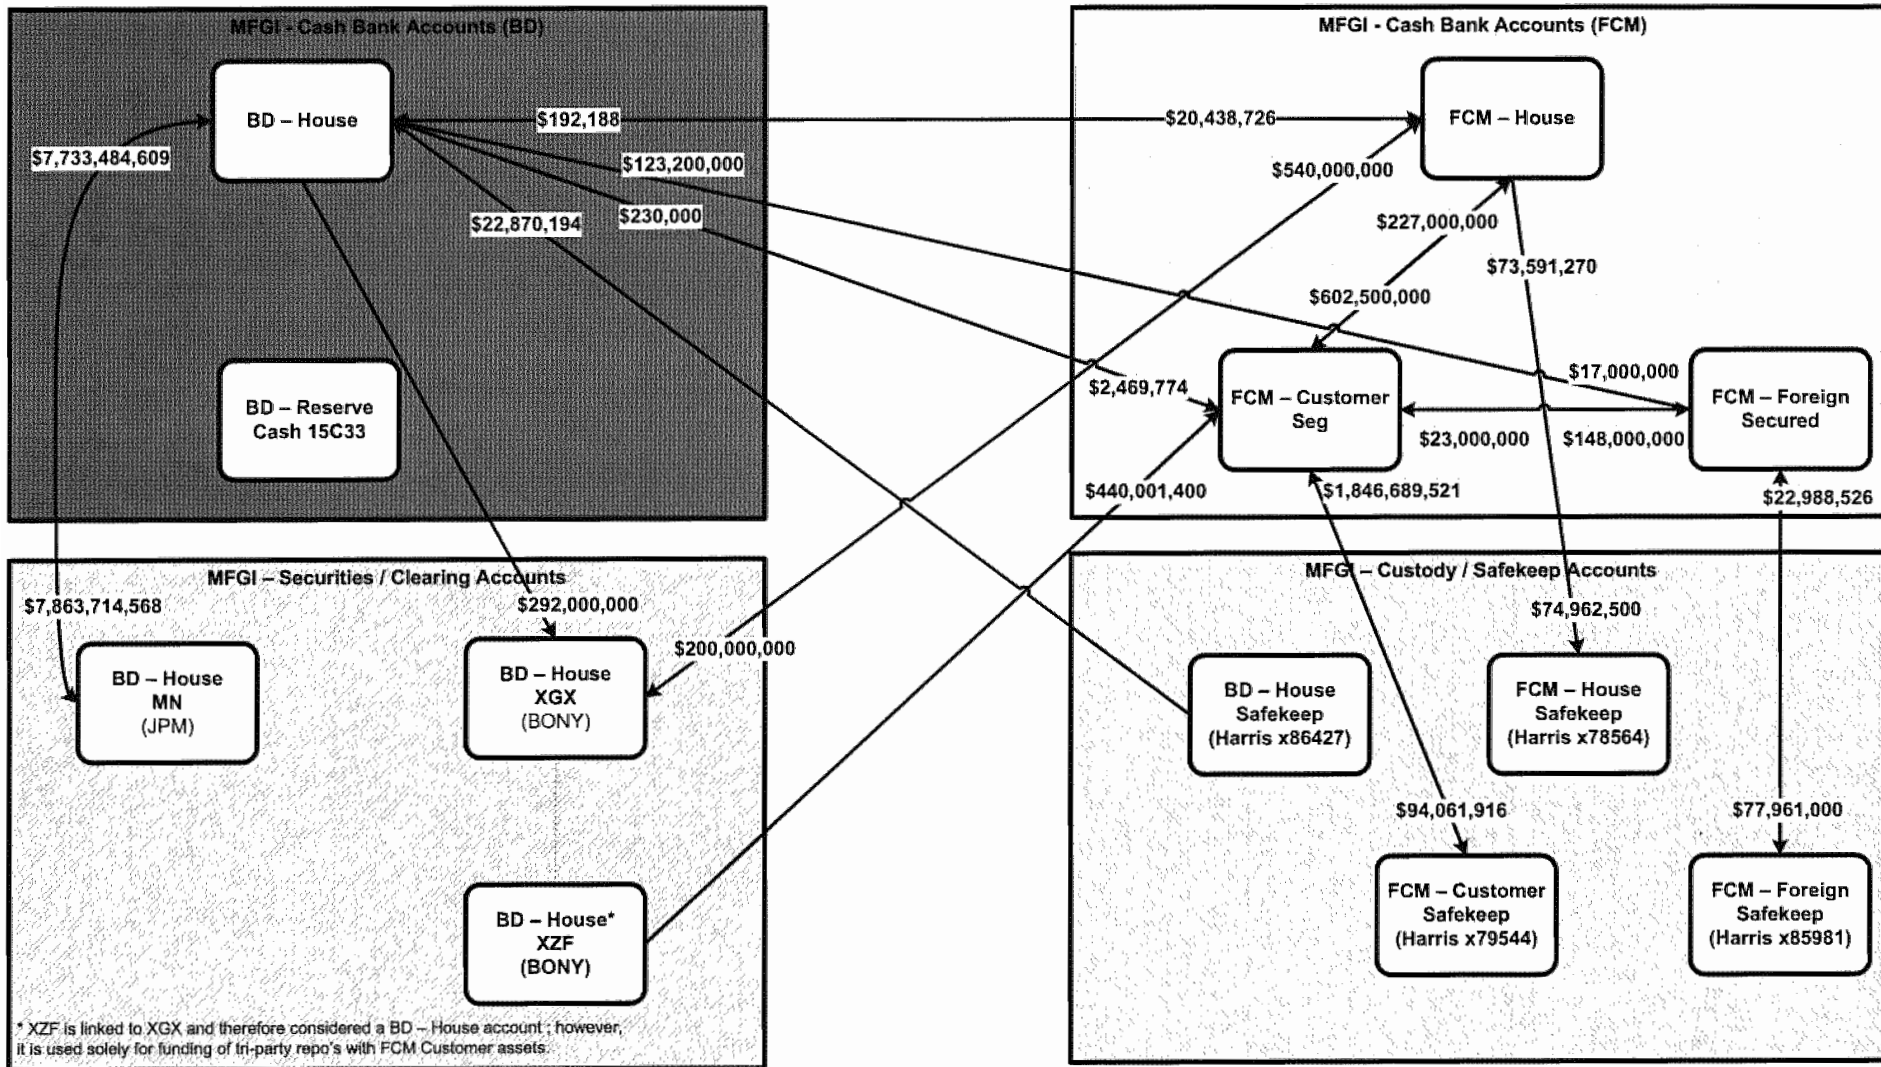 MFGI - Cash Bank Accounts (BD)
BD – House
$7,733,484,609
$192,188
$123,200,000
$230,000
$22,870,194
BD – Reserve
Cash 15C33
MFGI - Cash Bank Accounts (FCM)
FCM – House
$20,438,726
$540,000,000
$227,000,000
$73,591,270
$602,500,000
$2,469,774
FCM – Customer
Seg
$17,000,000
FCM – Foreign
Secured
$23,000,000
$148,000,000
$440,001,400
$1,846,689,521
$22,988,526
MFGI – Securities / Clearing Accounts
$7,863,714,568
$292,000,000
$200,000,000
BD – House
MN
(JPM)
BD – House
XGX
(BONY)
BD – House*
XZF
(BONY)
* XZF is linked to XGX and therefore considered a BD – House account ; however,
it is used solely for funding of tri-party repo's with FCM Customer assets.
MFGI – Custody / Safekeep Accounts
$74,962,500
BD – House
Safekeep
(Harris x86427)
FCM – House
Safekeep
(Harris x78564)
$94,061,916
$77,961,000
FCM – Customer
Safekeep
(Harris x79544)
FCM – Foreign
Safekeep
(Harris x85981)